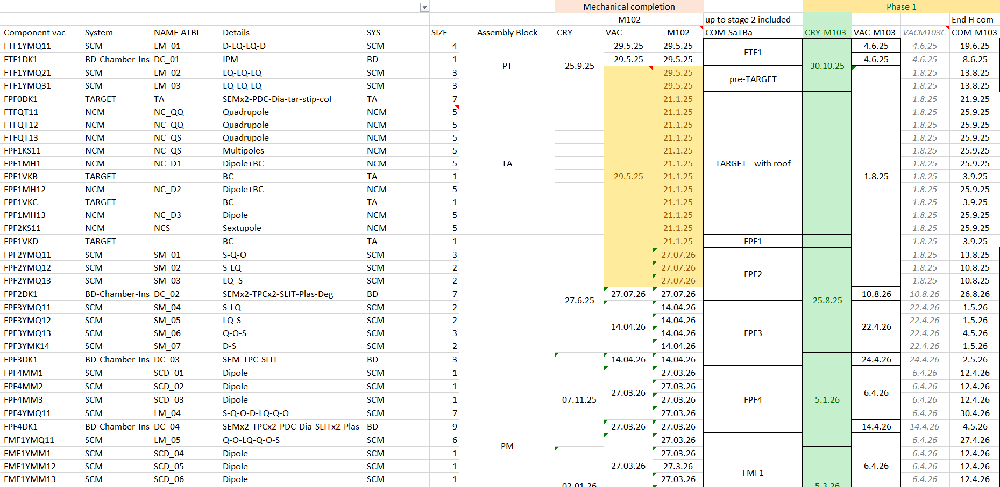 Mechanical completion Phase 1
M102 up to stage 2 included End H com
Component vac System NAME ATBL Details SYS SIZE Assembly Block CRY VAC M102 COM-SaTBa CRY-M103 VAC-M103 VACM103C COM-M103
FTF1YMQ11 SCM LM_01 D-LQ-LQ-D SCM 4 29.5.25 29.5.25 FTF1 4.6.25 4.6.25 19.6.25
FTF1DK1 BD-Chamber-Ins DC_01 IPM BD 1 29.5.25 29.5.25 4.6.25 4.6.25 8.6.25
PT 25.9.25 30.10.25
FTF1YMQ21 SCM LM_02 LQ-LQ-LQ SCM 3 29.5.25 pre-TARGET 1.8.25 13.8.25
FTF1YMQ31 SCM LM_03 LQ-LQ-LQ SCM 3 29.5.25 1.8.25 13.8.25
FPF0DK1 TARGET TA SEMx2-PDC-Dia-tar-stip-col TA 7 21.1.25 1.8.25 21.9.25
FTFQT11 NCM NC_QQ Quadrupole NCM 5 21.1.25 1.8.25 25.9.25
FTFQT12 NCM NC_QQ Quadrupole NCM 5 21.1.25 1.8.25 25.9.25
FTFQT13 NCM NC_QS Quadrupole NCM 5 21.1.25 1.8.25 25.9.25
FPF1KS11 NCM NC_QS Multipoles NCM 5 21.1.25 1.8.25 25.9.25
FPF1MH1 NCM NC_D1 Dipole+BC NCM 5 TA 21.1.25 TARGET - with roof 1.8.25 25.9.25
FPF1VKB TARGET BC TA 1 29.5.25 21.1.25 1.8.25 1.8.25 3.9.25
FPF1MH12 NCM NC_D2 Dipole+BC NCM 5 21.1.25 1.8.25 25.9.25
FPF1VKC TARGET BC TA 1 21.1.25 1.8.25 3.9.25
FPF1MH13 NCM NC_D3 Dipole NCM 5 21.1.25 1.8.25 25.9.25
FPF2KS11 NCM NCS Sextupole NCM 5 21.1.25 1.8.25 25.9.25
FPF1VKD TARGET BC TA 1 21.1.25 FPF1 1.8.25 3.9.25
FPF2YMQ11 SCM SM_01 S-Q-O SCM 3 27.07.26 1.8.25 13.8.25
FPF2YMQ12 SCM SM_02 S-LQ SCM 2 27.07.26 FPF2 1.8.25 10.8.25
FPF2YMQ13 SCM SM_03 LQ_S SCM 2 27.07.26 1.8.25 10.8.25
FPF2DK1 BD-Chamber-Ins DC_02 SEMx2-TPCx2-SLIT-Plas-Deg BD 7 27.6.25 27.07.26 27.07.26 25.8.25 10.8.26 10.8.26 26.8.26
FPF3YMQ11 SCM SM_04 S-LQ SCM 2 14.04.26 22.4.26 1.5.26
FPF3YMQ12 SCM SM_05 LQ-S SCM 2 14.04.26 14.04.26 22.4.26 22.4.26 1.5.26
FPF3YMQ13 SCM SM_06 Q-O-S SCM 3 14.04.26 FPF3 22.4.26 4.5.26
FPF3YMK14 SCM SM_07 D-S SCM 2 14.04.26 22.4.26 1.5.26
FPF3DK1 BD-Chamber-Ins DC_03 SEM-TPC-SLIT BD 3 14.04.26 14.04.26 24.4.26 24.4.26 2.5.26
FPF4MM1 SCM SCD_01 Dipole SCM 1 27.03.26 6.4.26 12.4.26
FPF4MM2 SCM SCD_02 Dipole SCM 1 27.03.26 27.03.26 6.4.26 6.4.26 12.4.26
FPF4MM3 SCM SCD_03 Dipole SCM 1 07.11.25 27.03.26 FPF4 5.1.26 6.4.26 12.4.26
FPF4YMQ11 SCM LM_04 S-Q-O-D-LQ-Q-O SCM 7 27.03.26 6.4.26 30.4.26
FPF4DK1 BD-Chamber-Ins DC_04 SEMx2-TPCx2-PDC-Dia-SLITx2-Plas BD 9 27.03.26 27.03.26 14.4.26 14.4.26 4.5.26
FMF1YMQ11 SCM LM_05 Q-O-LQ-Q-O-S SCM 6 PM 27.03.26 6.4.26 27.4.26
FMF1YMM1 SCM SCD_04 Dipole SCM 1 27.03.26 6.4.26 12.4.26
FMF1YMM12 SCM SCD_05 Dipole SCM 1 27.03.26 27.3.26 6.4.26 6.4.26 12.4.26
FMF1YMM13 SCM SCD_06 Dipole SCM 1 02.01.26 27.03.26 FMF1 5.3.26 6.4.26 12.4.26